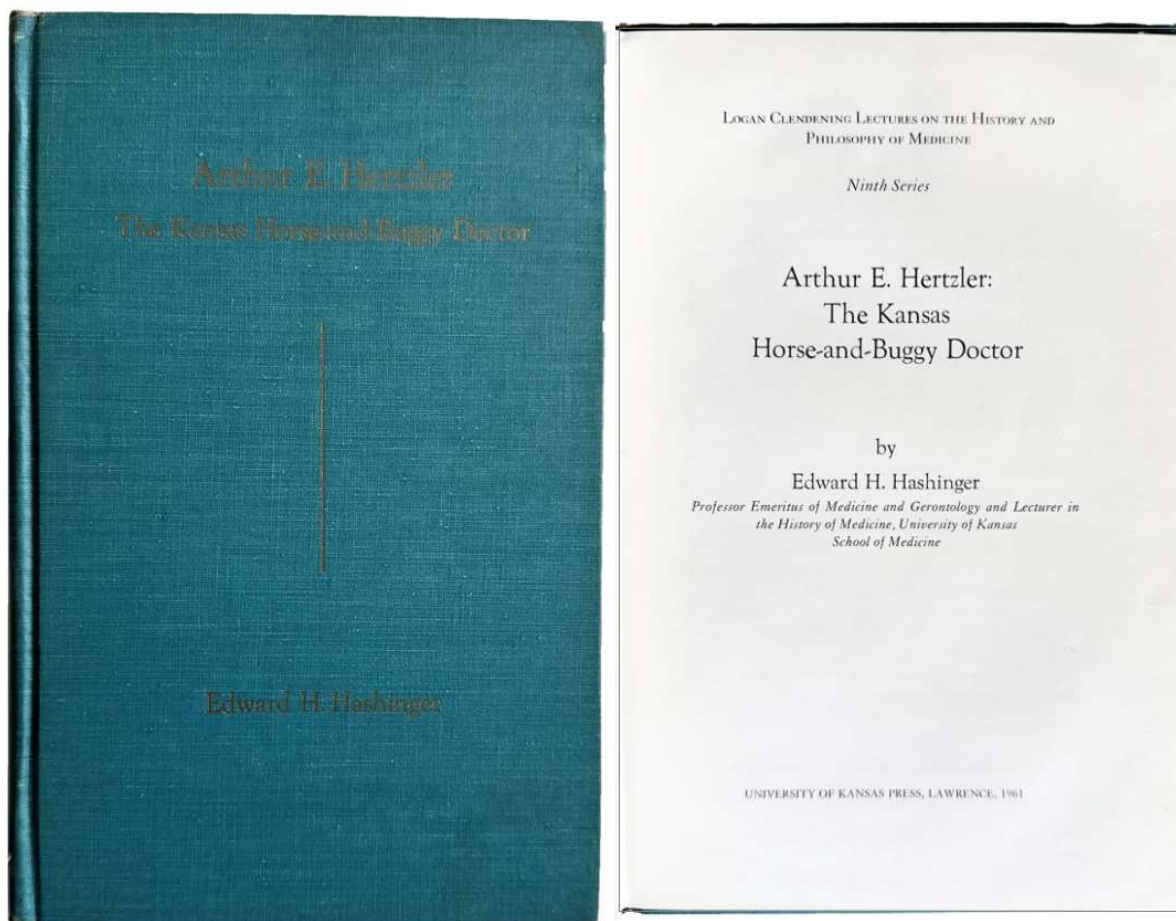 Arthur E. Hertzler
The Kansas Horse-and-Buggy Doctor
Edward H. Hashinger
LOGAN CLENDENING LECTURES ON THE HISTORY AND
PHILOSOPHY OF MEDICINE
Ninth Series
Arthur E. Hertzler:
The Kansas
Horse-and-Buggy Doctor
by
Edward H. Hashinger
Professor Emeritus of Medicine and Gerontology and Lecturer in
the History of Medicine, University of Kansas
School of Medicine
UNIVERSITY OF KANSAS PRESS, LAWRENCE, 1961